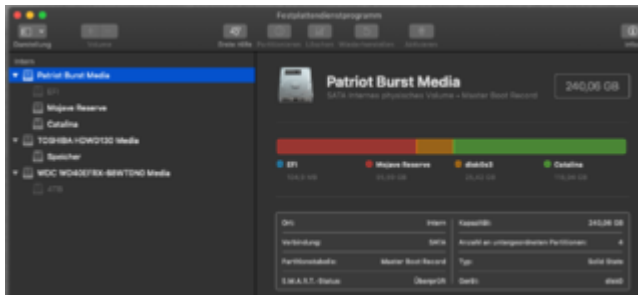 Festplattendienstprogramm
Darstellung Volume Erste Hilfe Partitionieren Löschen Wiederherstellen Aktivieren
Intern
Patriot Burst Media
EFI
Mojave Reserve
Catalina
TOSHIBA HDWD130 Media
Speicher
WDC WD40EFRX-68WT0N0 Media
4TB
Patriot Burst Media
SATA Internes physisches Volume • Master Boot Record
240,06 GB
EFI Mojave Reserve disk0s3 Catalina
Ort: Intern
Verbindung: SATA
Partitionstabelle: Master Boot Record
S.M.A.R.T.-Status: Überprüft
Kapazität: 240,06 GB
Anzahl an untergeordneten Partitionen: 4
Typ: Solid State
Gerät: disk0